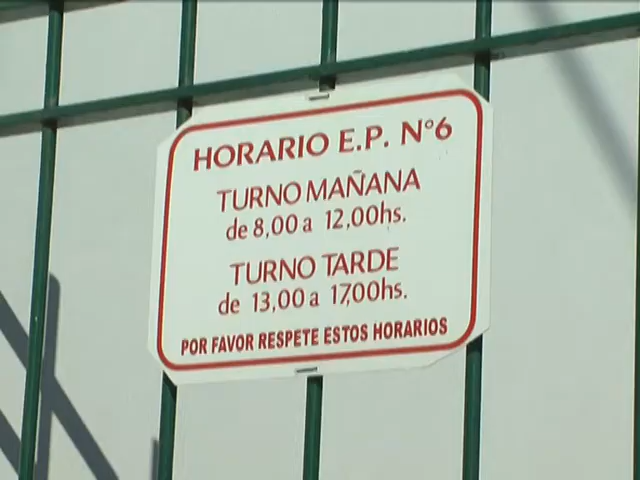 HORARIO E.P. N°6
TURNO MAÑANA
de 8,00 a 12,00hs.
TURNO TARDE
de 13,00 a 17,00hs.
POR FAVOR RESPETE ESTOS HORARIOS